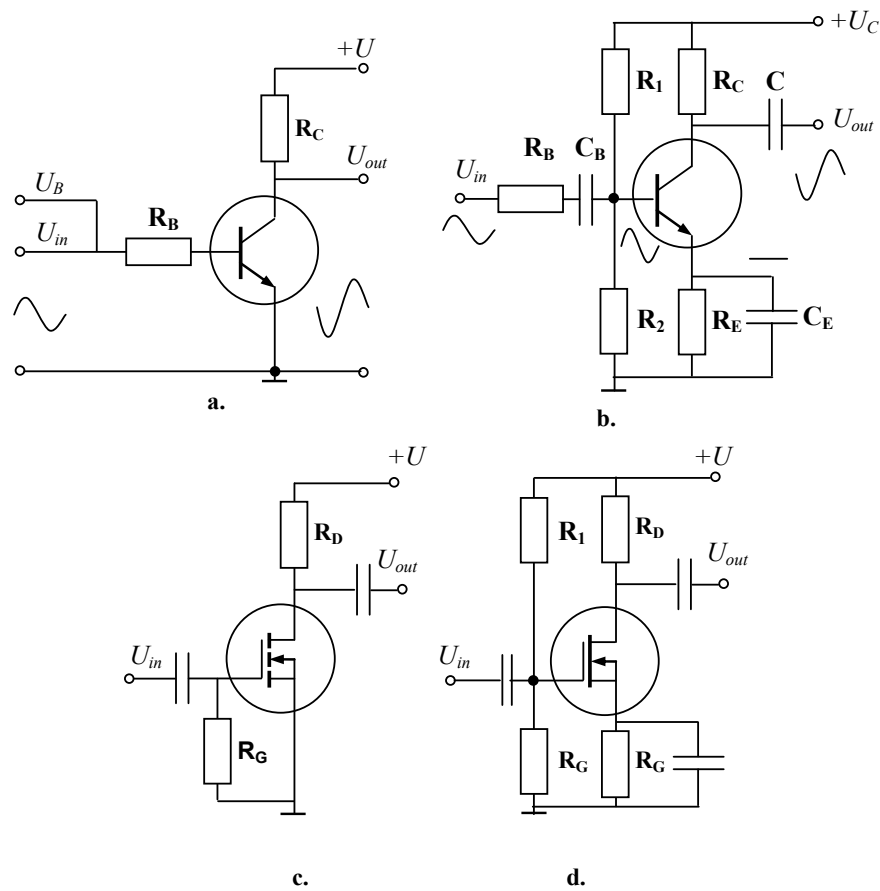 +U
R_C
U_out
U_B
R_B
U_in
a.
+U_C
R_1
R_C
C
R_B
C_B
U_in
U_out
R_2
R_E
C_E
b.
+U
R_D
U_out
U_in
R_G
c.
+U
R_1
R_D
U_out
U_in
R_G
R_G
d.